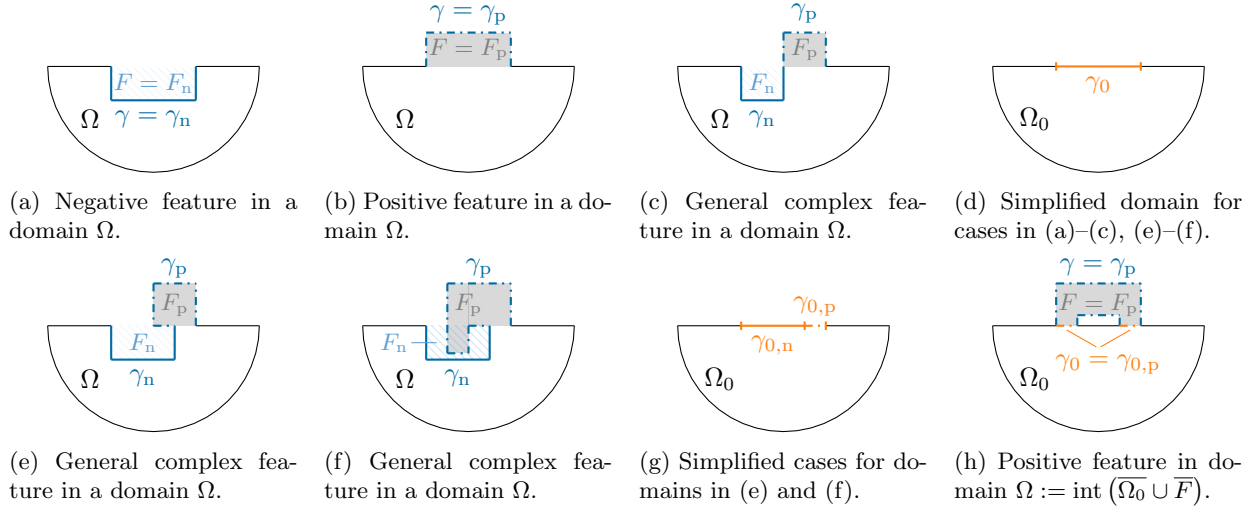 γ = γp
γp
F = Fn
F = Fp
Fn
Fp
γ0
Ω
γ = γn
Ω
Ω
γn
Ω0
(a) Negative feature in a
domain Ω.
(b) Positive feature in a do-
main Ω.
(c) General complex fea-
ture in a domain Ω.
(d) Simplified domain for
cases in (a)–(c), (e)–(f).
γp
γp
γ = γp
Fp
Fp
γ0,p
F = Fp
Fn
Fn
γ0,n
γ0 = γ0,p
Ω
γn
Ω
γn
Ω0
Ω0
(e) General complex fea-
ture in a domain Ω.
(f) General complex fea-
ture in a domain Ω.
(g) Simplified cases for do-
mains in (e) and (f).
(h) Positive feature in do-
main Ω := int (Ω̅0 ∪ F̅).